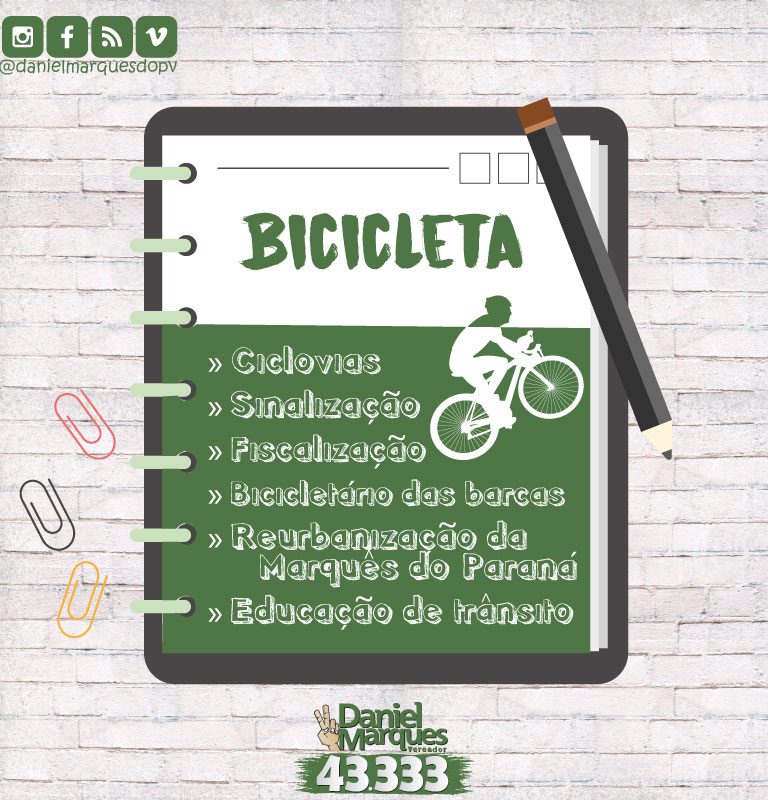 @danielmarquesdopv
BICICLETA
» Ciclovias
» Sinalização
» Fiscalização
» Bicicletário das barcas
» Reurbanização da
Marquês do Paraná
» Educação de trânsito
Daniel
Marques
Vereador
43.333